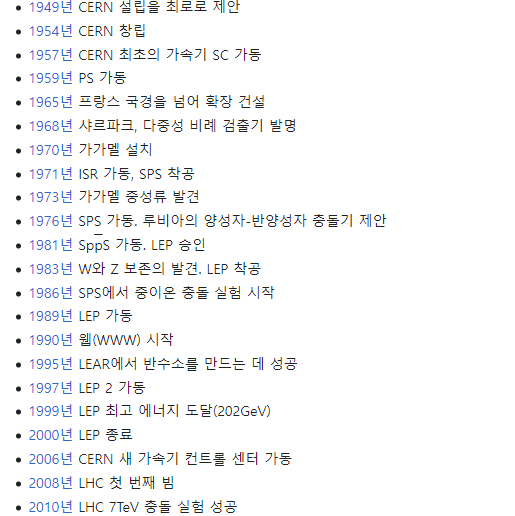 1949년 CERN 설립을 최로로 제안
1954년 CERN 창립
1957년 CERN 최초의 가속기 SC 가동
1959년 PS 가동
1965년 프랑스 국경을 넘어 확장 건설
1968년 샤르파크, 다중성 비례 검출기 발명
1970년 가가멜 설치
1971년 ISR 가동, SPS 착공
1973년 가가멜 중성류 발견
1976년 SPS 가동. 루비아의 양성자-반양성자 충돌기 제안
1981년 Spp̅S 가동. LEP 승인
1983년 W와 Z 보존의 발견. LEP 착공
1986년 SPS에서 중이온 충돌 실험 시작
1989년 LEP 가동
1990년 웹(WWW) 시작
1995년 LEAR에서 반수소를 만드는 데 성공
1997년 LEP 2 가동
1999년 LEP 최고 에너지 도달(202GeV)
2000년 LEP 종료
2006년 CERN 새 가속기 컨트롤 센터 가동
2008년 LHC 첫 번째 빔
2010년 LHC 7TeV 충돌 실험 성공